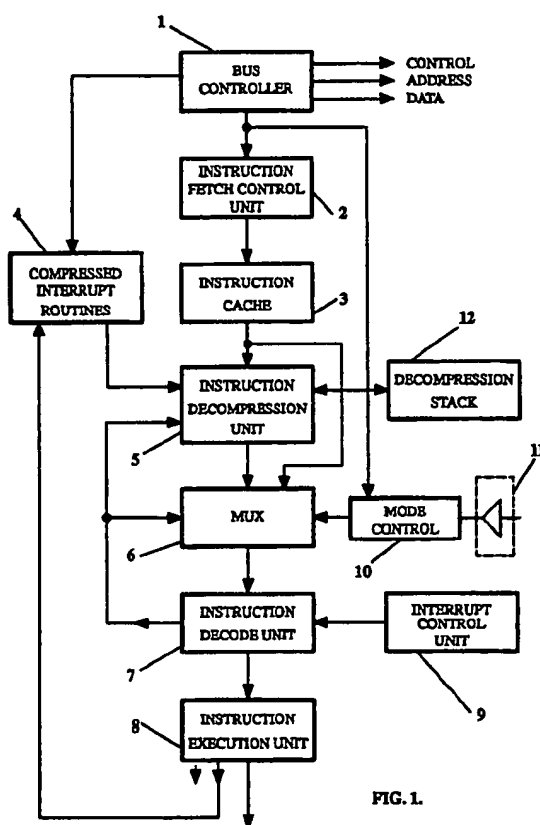 1
BUS
CONTROLLER
CONTROL
ADDRESS
DATA
INSTRUCTION
FETCH CONTROL
UNIT
2
4
COMPRESSED
INTERRUPT
ROUTINES
INSTRUCTION
CACHE
3
12
INSTRUCTION
DECOMPRESSION
UNIT
5
DECOMPRESSION
STACK
11
MUX
6
MODE
CONTROL
10
INSTRUCTION
DECODE UNIT
7
INTERRUPT
CONTROL
UNIT
9
8
INSTRUCTION
EXECUTION UNIT
FIG. 1.